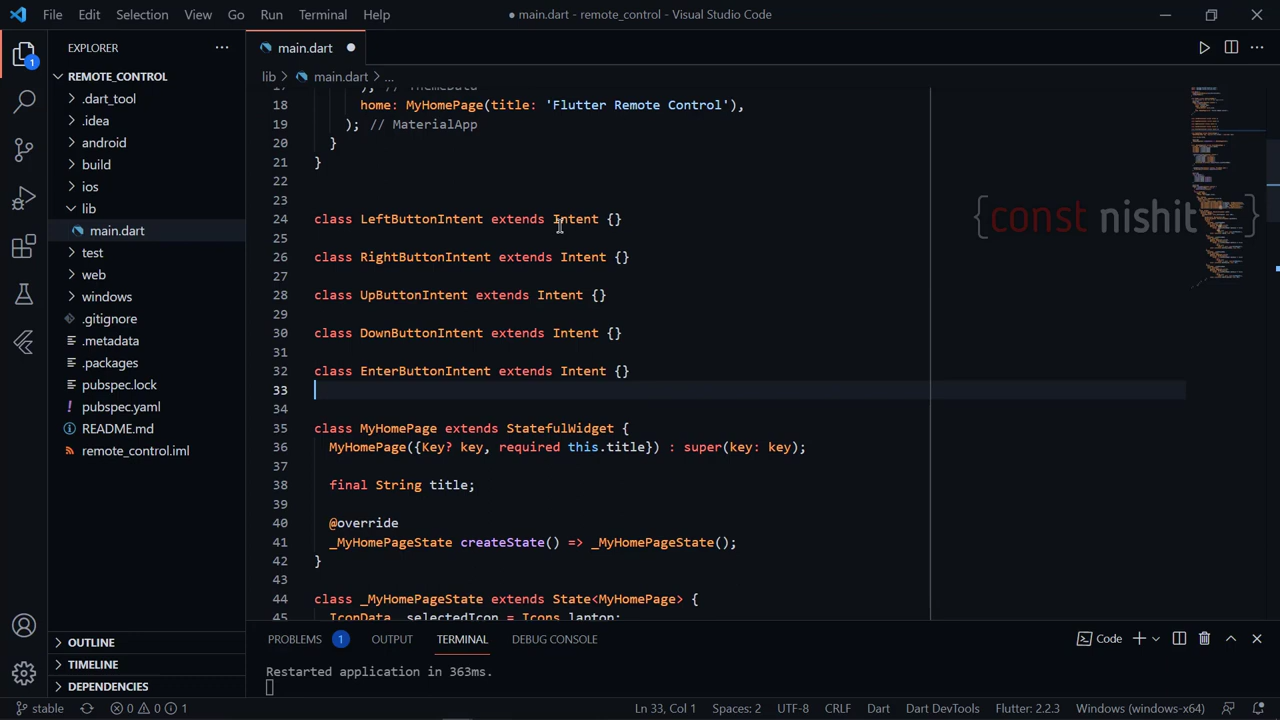 File Edit Selection View Go Run Terminal Help
● main.dart - remote_control - Visual Studio Code
EXPLORER
1
REMOTE_CONTROL
.dart_tool
.idea
android
build
ios
lib
main.dart
test
web
windows
.gitignore
.metadata
.packages
pubspec.lock
pubspec.yaml
README.md
remote_control.iml
OUTLINE
TIMELINE
DEPENDENCIES
main.dart
lib > main.dart > ...
17 ), // ThemeData
18 home: MyHomePage(title: 'Flutter Remote Control'),
19 ); // MaterialApp
20 }
21 }
22
23
24 class LeftButtonIntent extends Intent {}
25
26 class RightButtonIntent extends Intent {}
27
28 class UpButtonIntent extends Intent {}
29
30 class DownButtonIntent extends Intent {}
31
32 class EnterButtonIntent extends Intent {}
33
34
35 class MyHomePage extends StatefulWidget {
36 MyHomePage({Key? key, required this.title}) : super(key: key);
37
38 final String title;
39
40 @override
41 _MyHomePageState createState() => _MyHomePageState();
42 }
43
44 class _MyHomePageState extends State<MyHomePage> {
45 IconData _selectedIcon = Icons.laptop;
{const nishit}
PROBLEMS 1 OUTPUT TERMINAL DEBUG CONSOLE
Code
Restarted application in 363ms.
stable 0 0 1
Ln 33, Col 1 Spaces: 2 UTF-8 CRLF Dart Dart DevTools Flutter: 2.2.3 Windows (windows-x64)